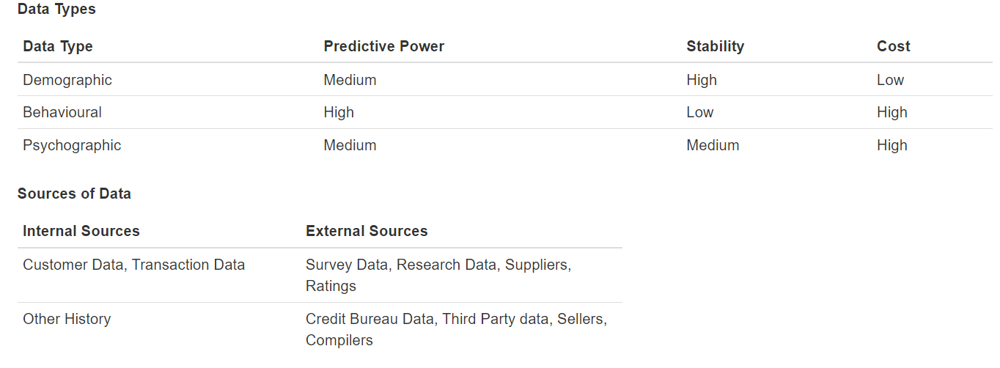 Data Types
Data Type Predictive Power Stability Cost
Demographic Medium High Low
Behavioural High Low High
Psychographic Medium Medium High
Sources of Data
Internal Sources External Sources
Customer Data, Transaction Data Survey Data, Research Data, Suppliers,
Ratings
Other History Credit Bureau Data, Third Party data, Sellers,
Compilers